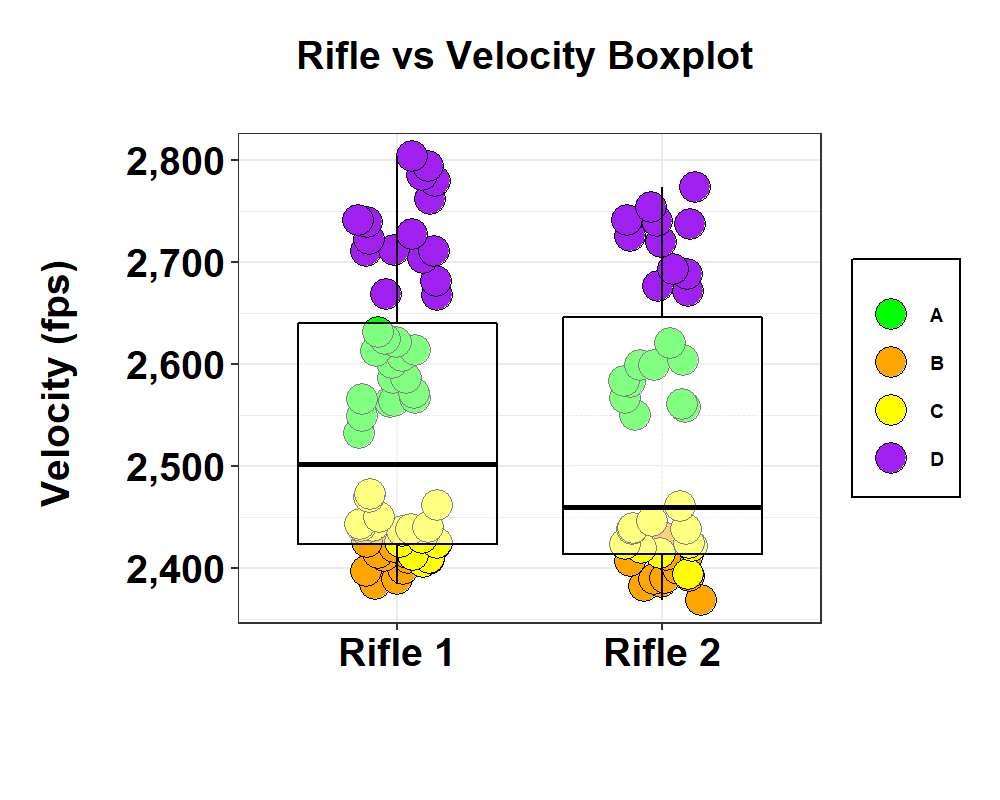 Rifle vs Velocity Boxplot
Velocity (fps)
2,800
2,700
2,600
2,500
2,400
Rifle 1
Rifle 2
A
B
C
D